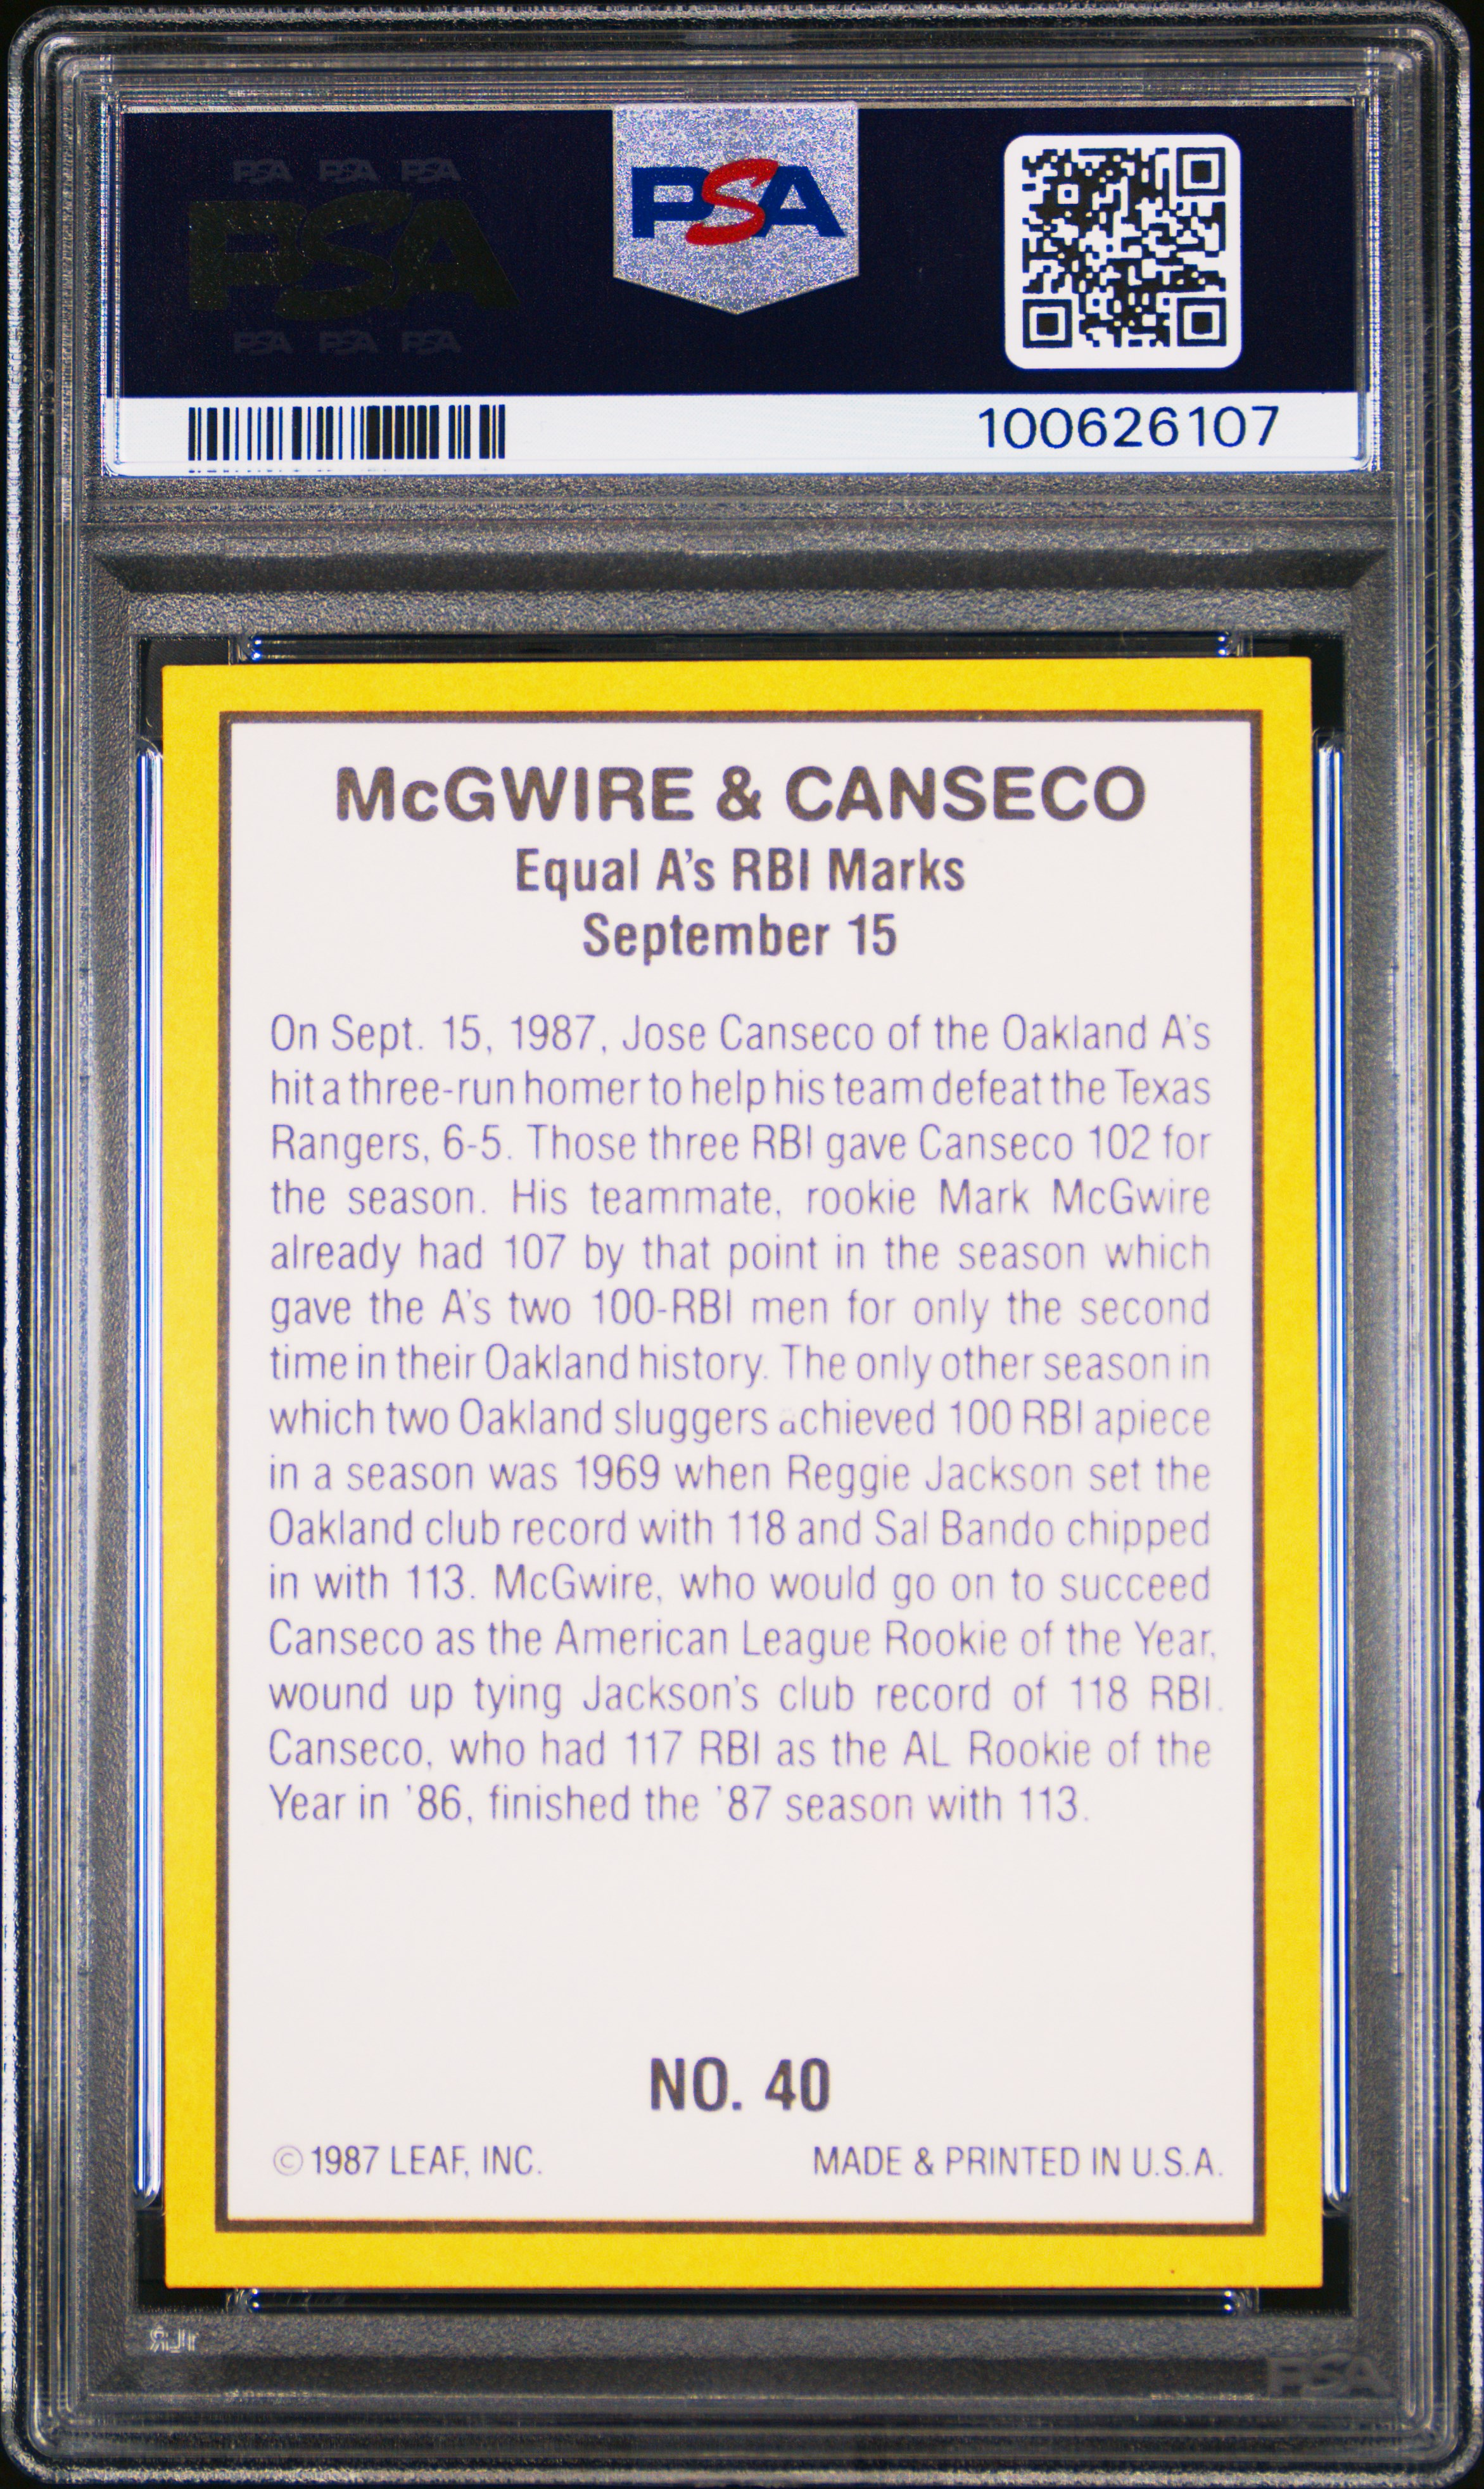 PSA PSA PSA
PSA
PSA PSA PSA
PSA
100626107
McGWIRE & CANSECO
Equal A's RBI Marks
September 15
On Sept. 15, 1987, Jose Canseco of the Oakland A's
hit a three-run homer to help his team defeat the Texas
Rangers, 6-5. Those three RBI gave Canseco 102 for
the season. His teammate, rookie Mark McGwire
already had 107 by that point in the season which
gave the A's two 100-RBI men for only the second
time in their Oakland history. The only other season in
which two Oakland sluggers achieved 100 RBI apiece
in a season was 1969 when Reggie Jackson set the
Oakland club record with 118 and Sal Bando chipped
in with 113. McGwire, who would go on to succeed
Canseco as the American League Rookie of the Year,
wound up tying Jackson's club record of 118 RBI.
Canseco, who had 117 RBI as the AL Rookie of the
Year in '86, finished the '87 season with 113.
NO. 40
© 1987 LEAF, INC. MADE & PRINTED IN U.S.A.
PSA